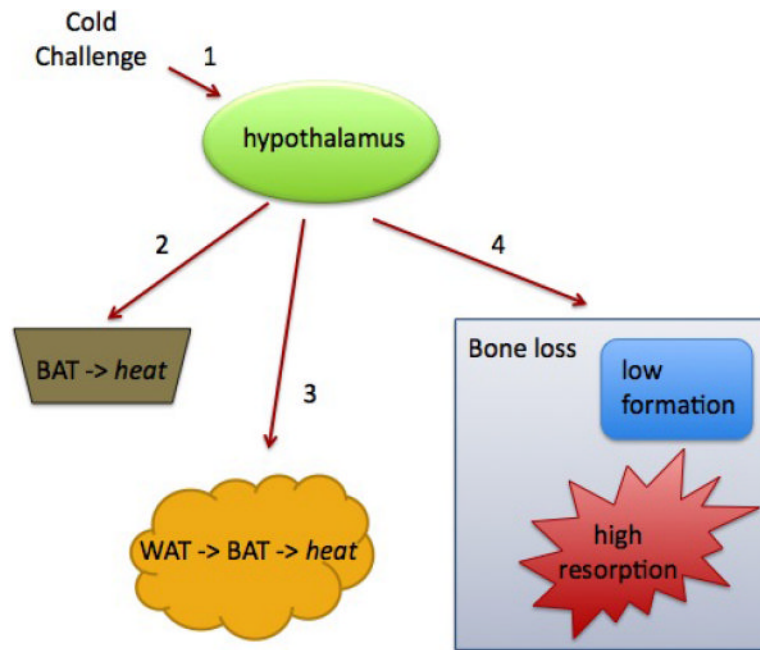 Cold
Challenge
1
hypothalamus
2
4
BAT -> heat
3
Bone loss
low
formation
WAT -> BAT -> heat
high
resorption